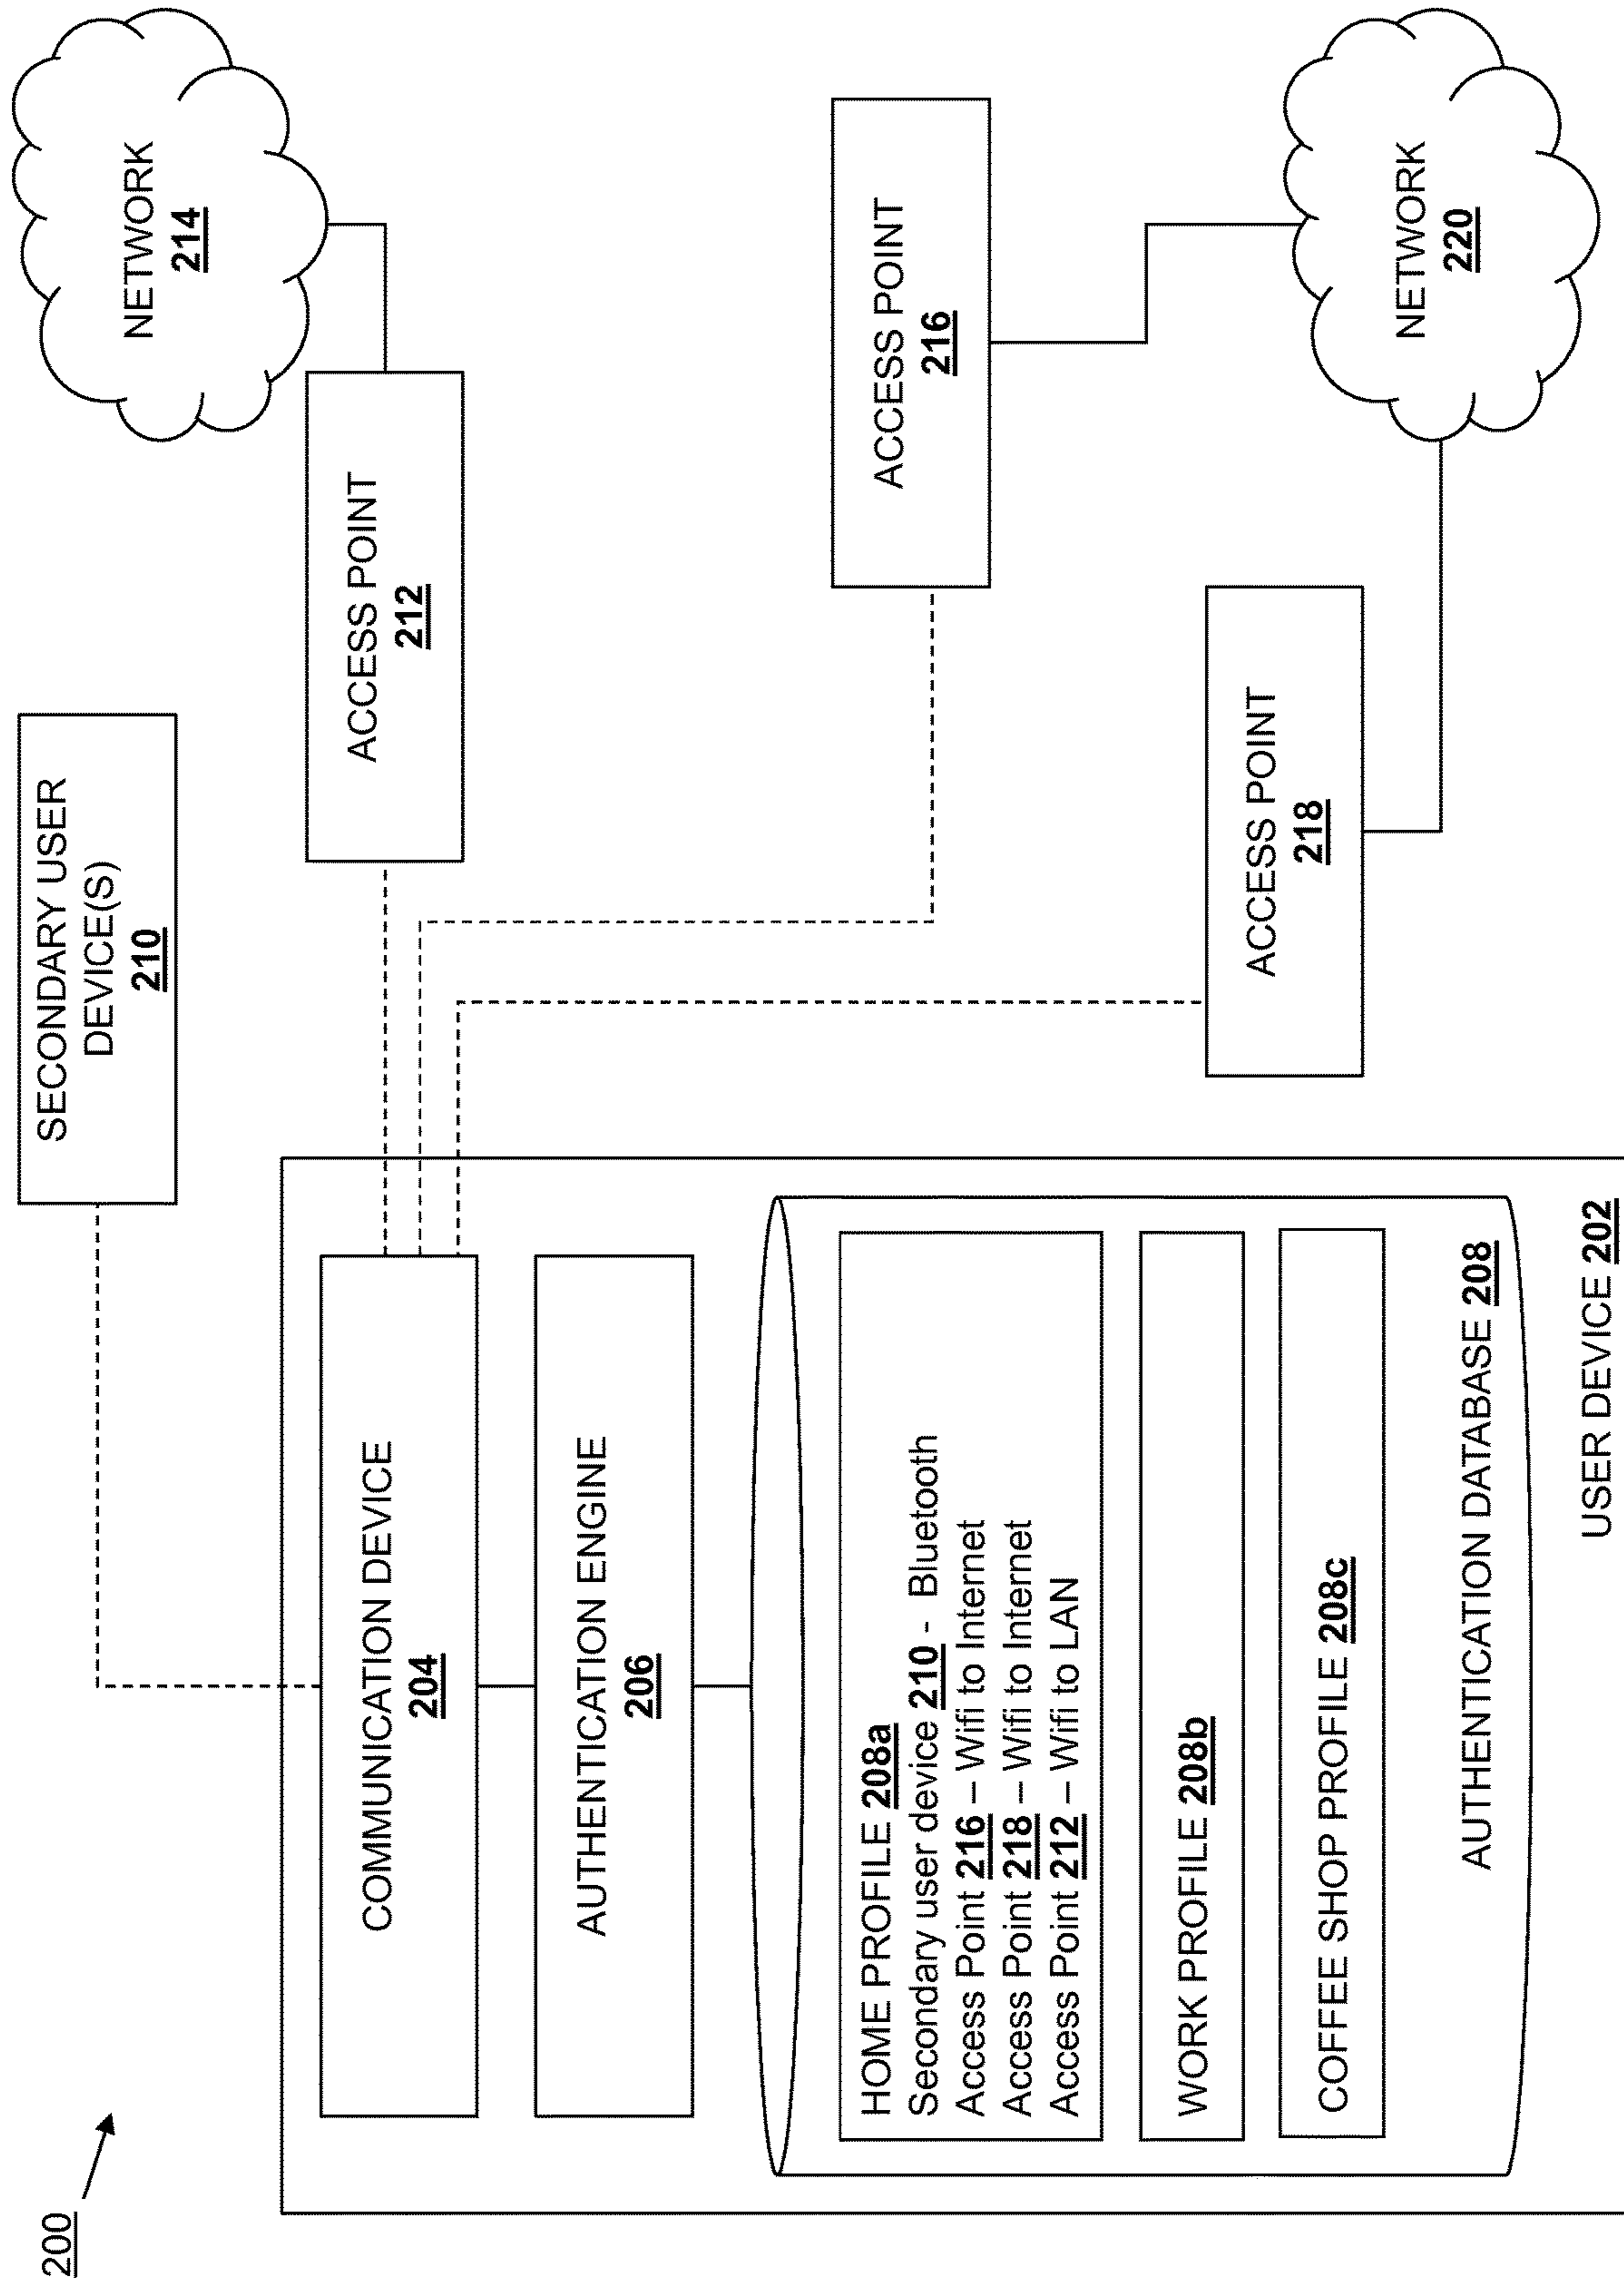 200
SECONDARY USER
DEVICE(S)
210
NETWORK
214
COMMUNICATION DEVICE
204
ACCESS POINT
212
AUTHENTICATION ENGINE
206
HOME PROFILE 208a
Secondary user device 210 - Bluetooth
Access Point 216 – Wifi to Internet
Access Point 218 – Wifi to Internet
Access Point 212 – Wifi to LAN
ACCESS POINT
216
WORK PROFILE 208b
COFFEE SHOP PROFILE 208c
ACCESS POINT
218
NETWORK
220
AUTHENTICATION DATABASE 208
USER DEVICE 202